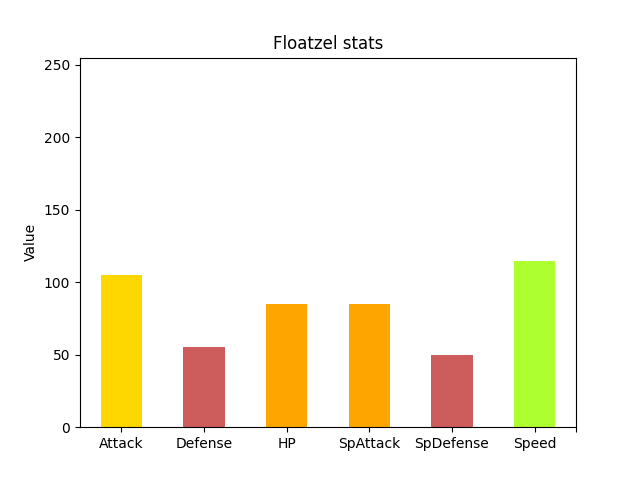 Floatzel stats
Value
250
200
150
100
50
0
Attack
Defense
HP
SpAttack
SpDefense
Speed